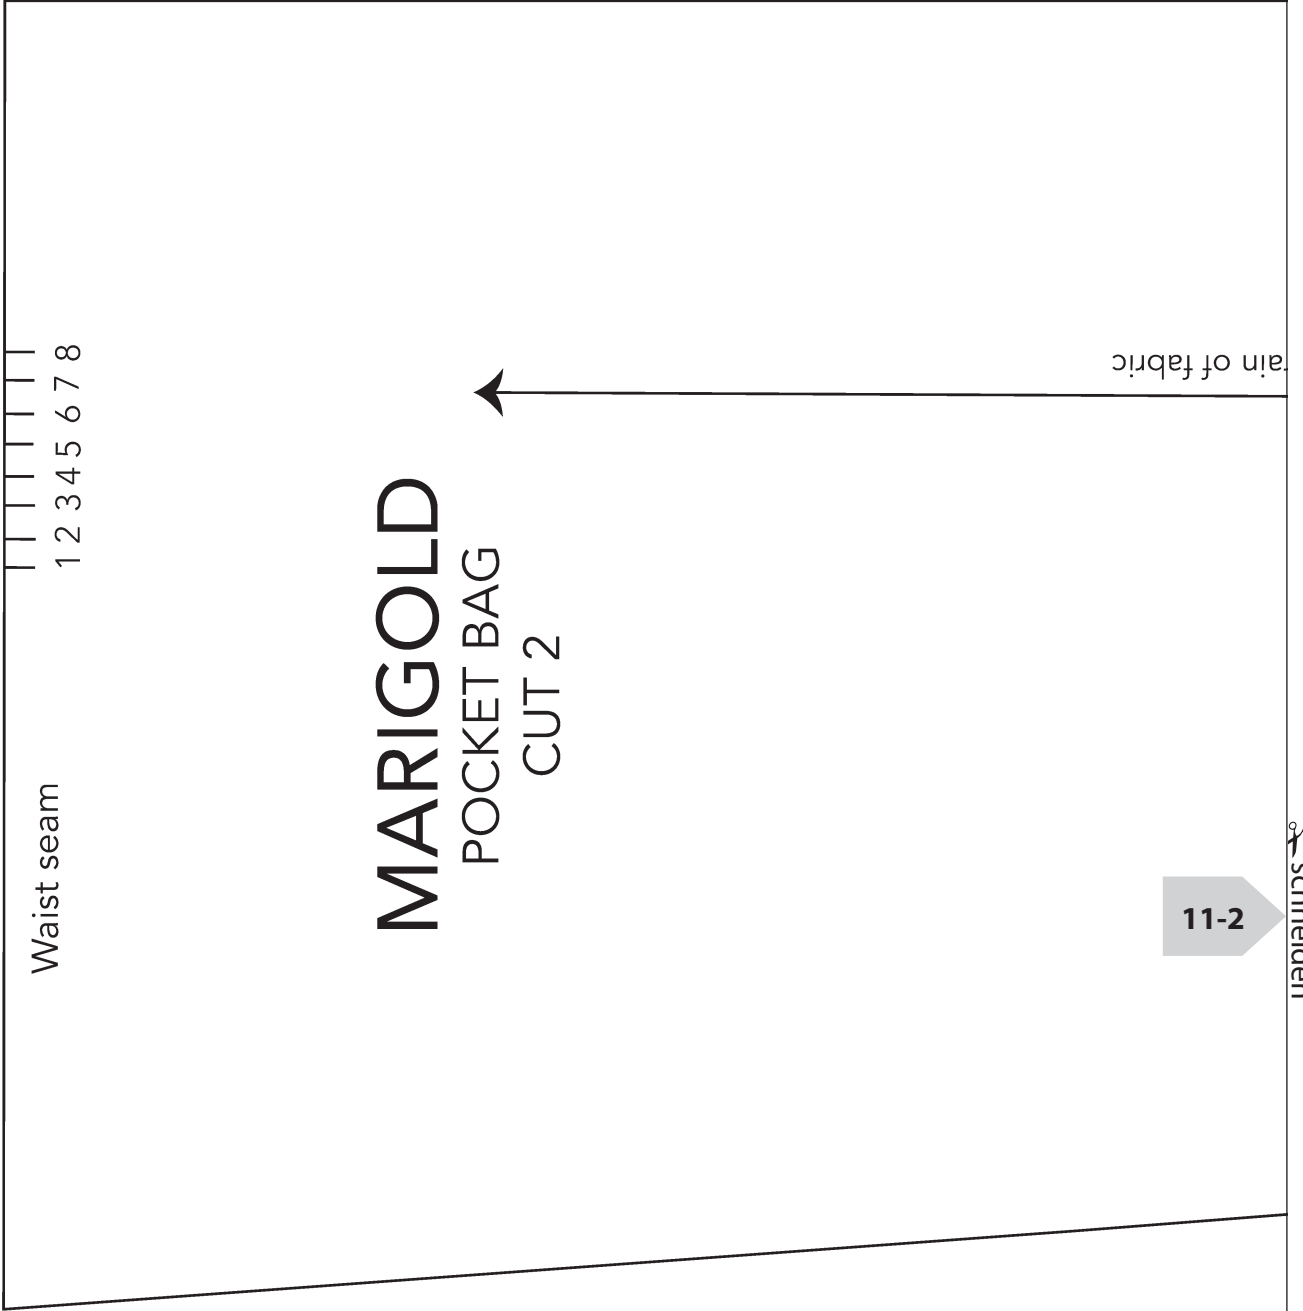 Waist seam
1 2 3 4 5 6 7 8
MARIGOLD
POCKET BAG
CUT 2
ain of fabric
11-2
schneiden